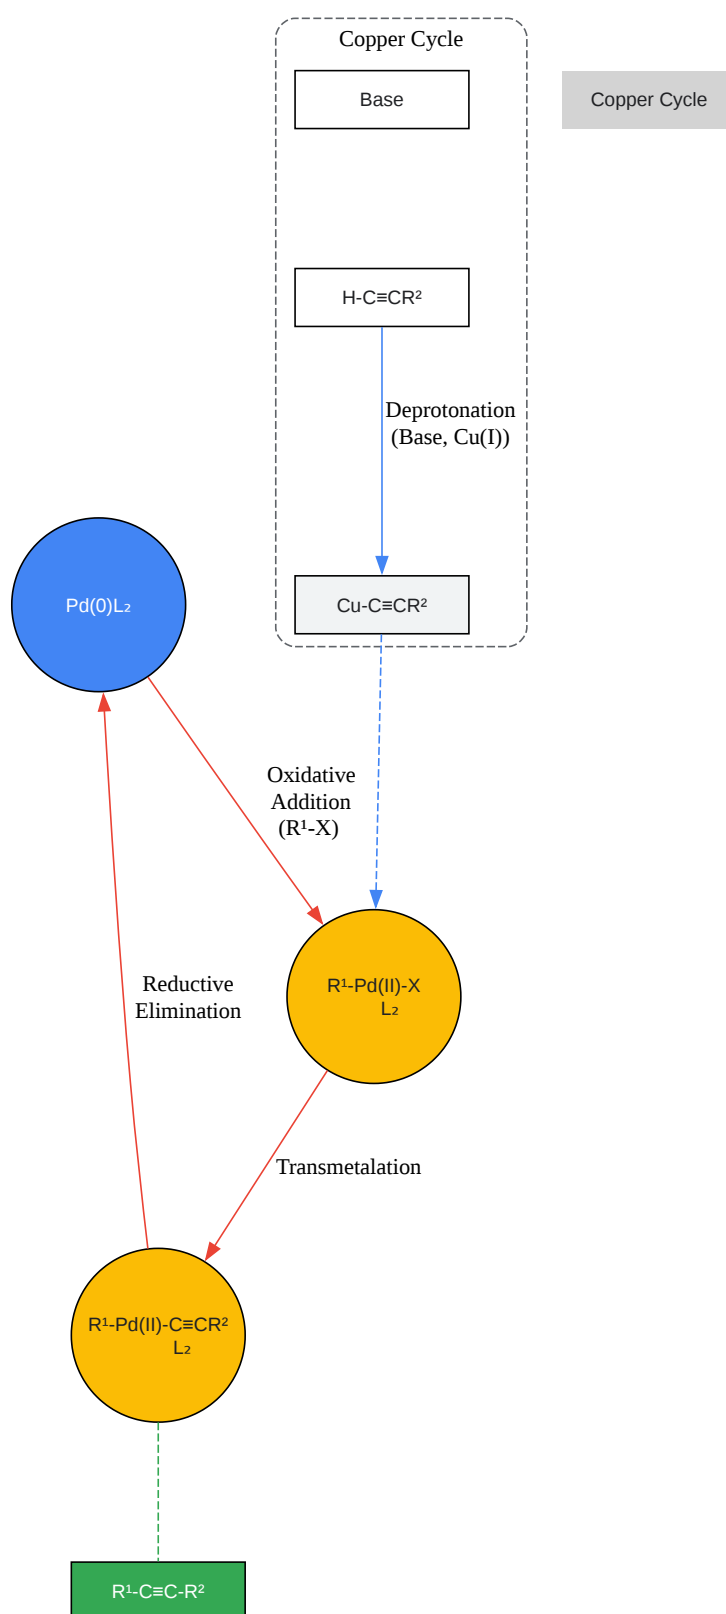 Copper Cycle
Base
Copper Cycle
H-C≡CR²
Deprotonation
(Base, Cu(I))
Cu-C≡CR²
Pd(0)L₂
Oxidative
Addition
(R¹-X)
Reductive
Elimination
R¹-Pd(II)-X
L₂
Transmetalation
R¹-Pd(II)-C≡CR²
L₂
R¹-C≡C-R²